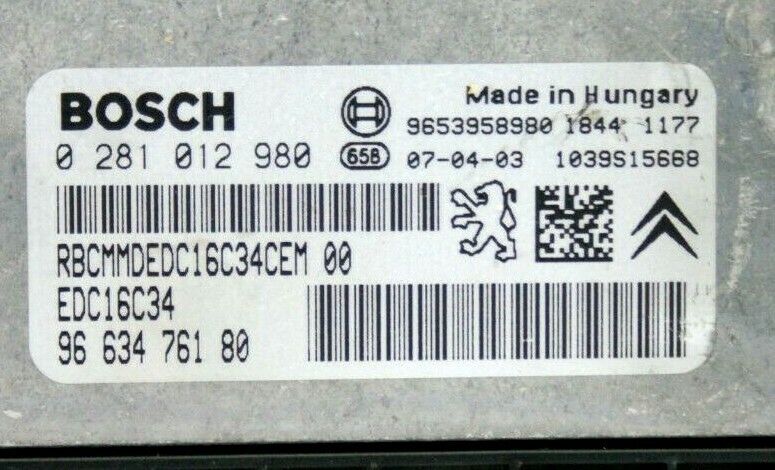 BOSCH
Made in Hungary
9653958980 1844 1177
0 281 012 980 658 07-04-03 1039S15668
RBCMMDEDC16C34CEM 00
EDC16C34
96 634 761 80